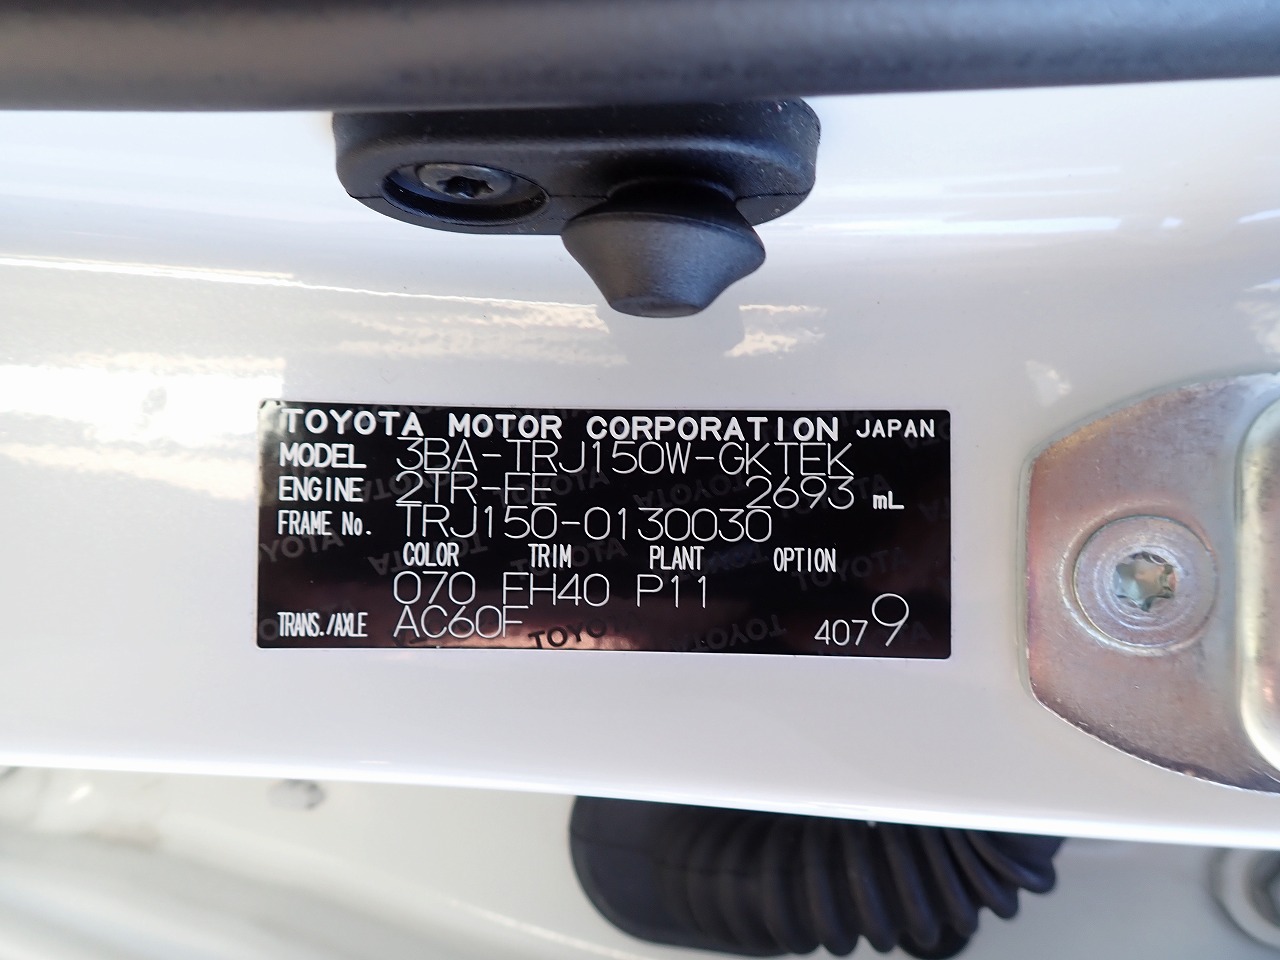 TOYOTA MOTOR CORPORATION JAPAN
MODEL 3BA-TRJ150W-GKTEK
ENGINE 2TR-FE 2693 mL
FRAME No. TRJ150-0130030
COLOR TRIM PLANT OPTION
070 FH40 P11
TRANS./AXLE AC60F 4079